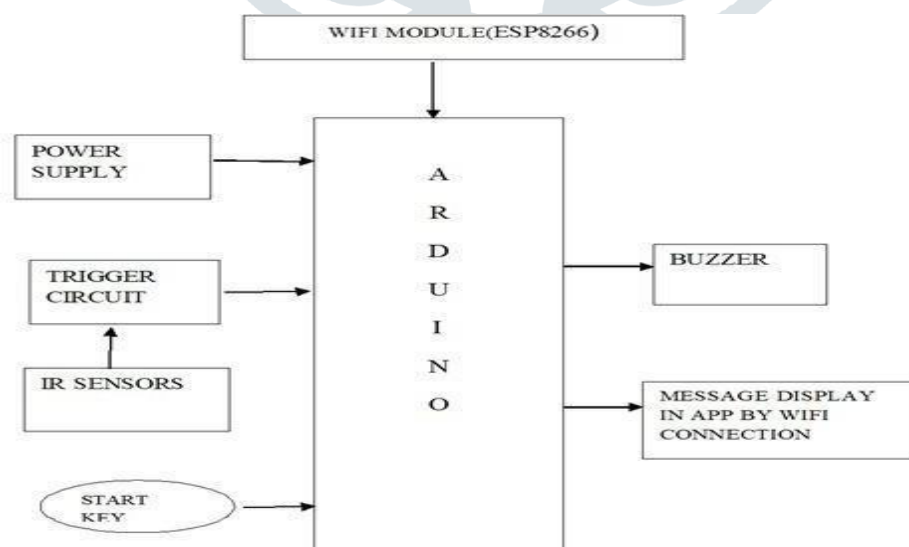 WIFI MODULE(ESP8266)
POWER
SUPPLY
A
R
D
U
I
N
O
TRIGGER
CIRCUIT
BUZZER
IR SENSORS
MESSAGE DISPLAY
IN APP BY WIFI
CONNECTION
START
KEY